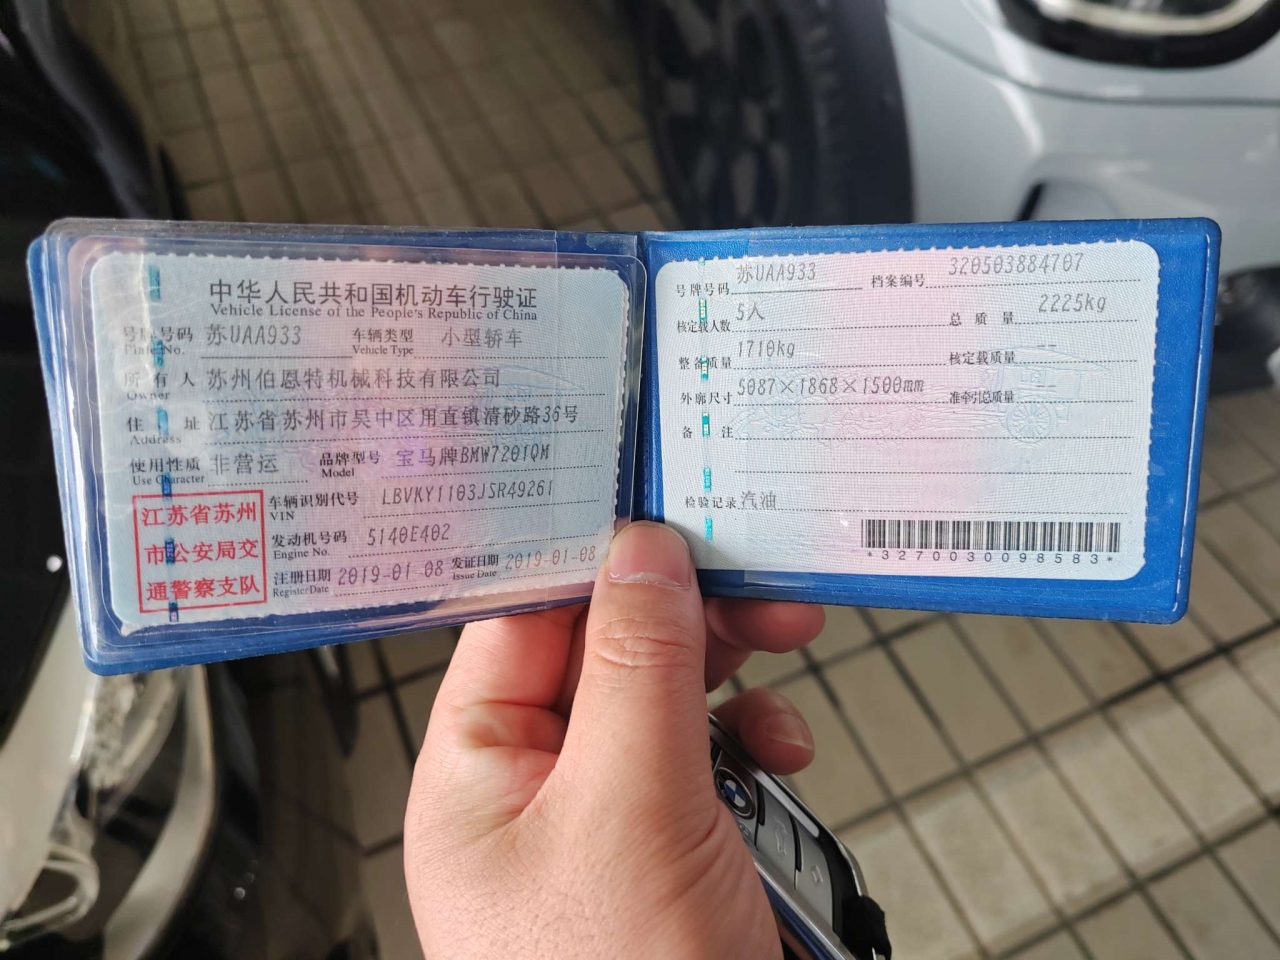 中华人民共和国机动车行驶证
Vehicle License of the People's Republic of China
号牌号码 苏UAA933 车辆类型 小型轿车
Plate No. Vehicle Type
所有人 苏州伯恩特机械科技有限公司
Owner
住址 江苏省苏州市吴中区甪直镇清砂路36号
Address
使用性质 非营运 品牌型号 宝马牌BMW7201QM
Use Character Model
江苏省苏州
市公安局交
通警察支队
车辆识别代号 LBVKY1103JSR49261
VIN
发动机号码 5140E402
Engine No.
注册日期 2019-01-08 发证日期 2019-01-08
Register Date Issue Date
号牌号码 苏UAA933 档案编号 320503884707
核定载人数 5人 总质量 2225kg
整备质量 1710kg 核定载质量 --
外廓尺寸 5087×1868×1500mm 准牵引总质量 --
备注
检验记录 汽油
*3270030098583*